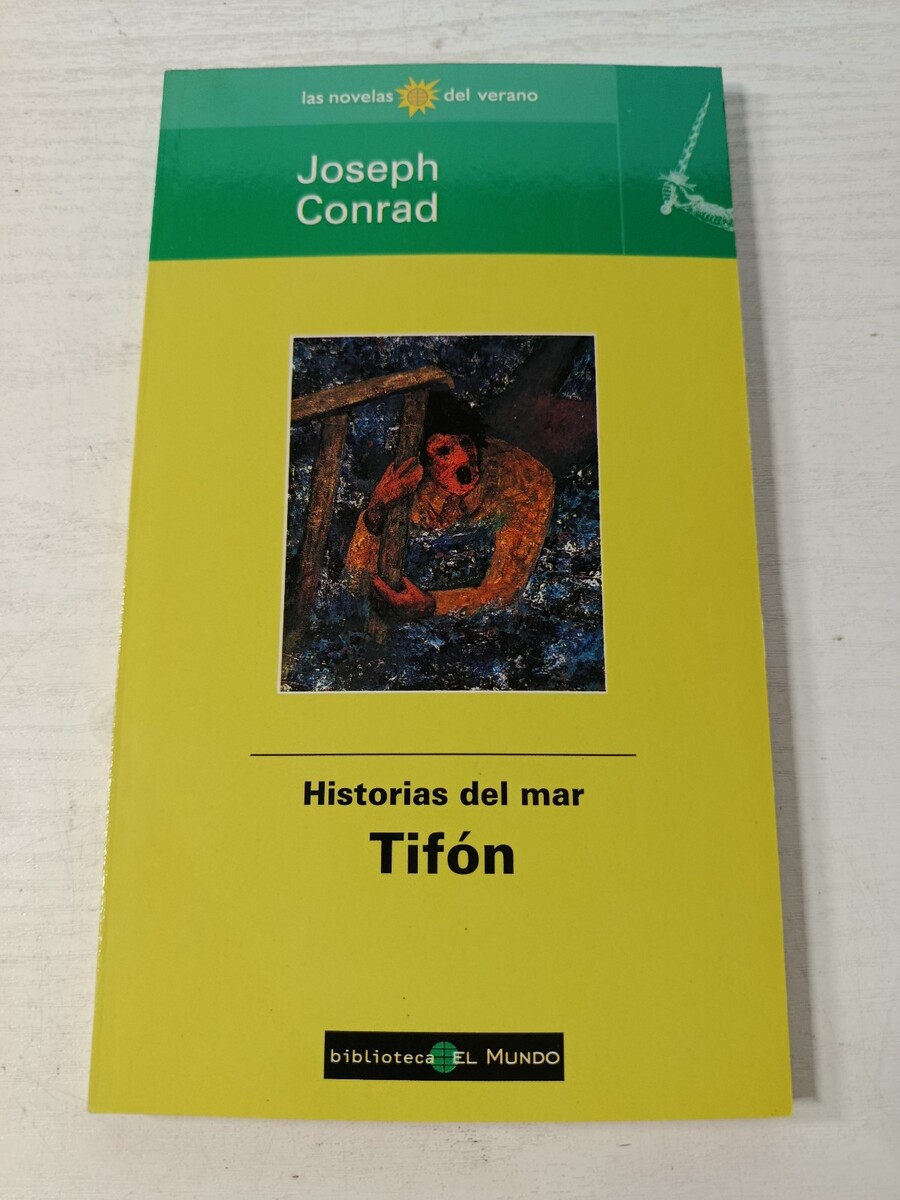 las novelas del verano
Joseph
Conrad
Historias del mar
Tifón
biblioteca EL MUNDO